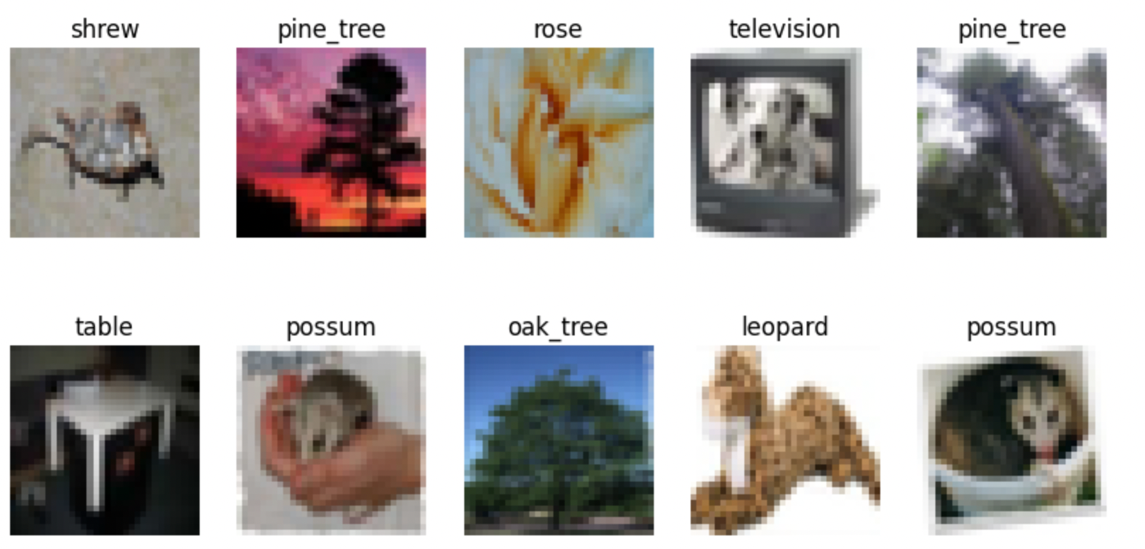 shrew pine_tree rose television pine_tree
table possum oak_tree leopard possum